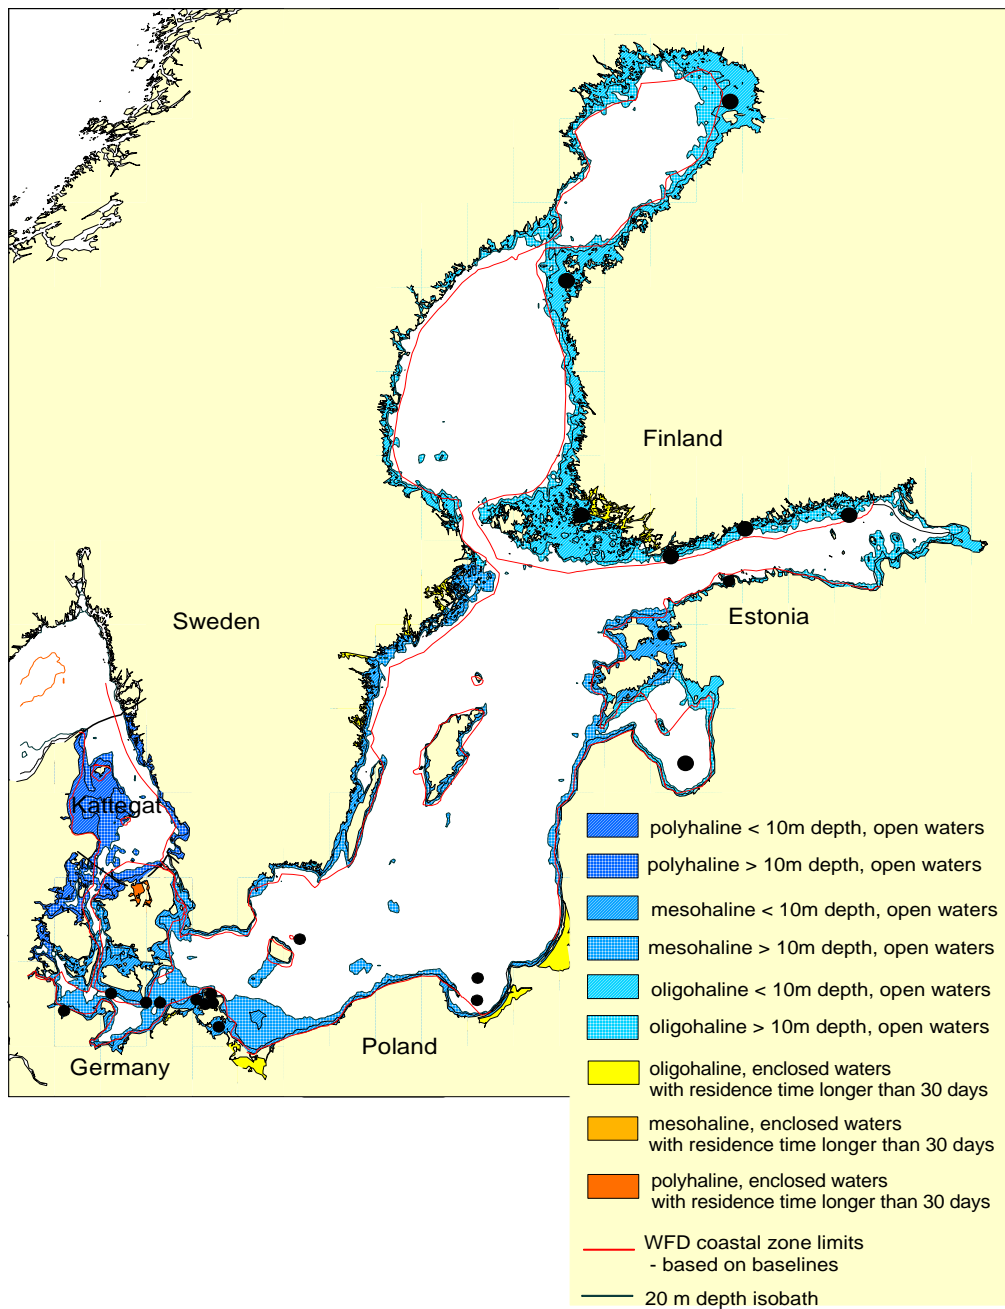 Finland
Sweden
Estonia
Kattegat
Poland
Germany
polyhaline < 10m depth, open waters
polyhaline > 10m depth, open waters
mesohaline < 10m depth, open waters
mesohaline > 10m depth, open waters
oligohaline < 10m depth, open waters
oligohaline > 10m depth, open waters
oligohaline, enclosed waters
with residence time longer than 30 days
mesohaline, enclosed waters
with residence time longer than 30 days
polyhaline, enclosed waters
with residence time longer than 30 days
WFD coastal zone limits
- based on baselines
20 m depth isobath